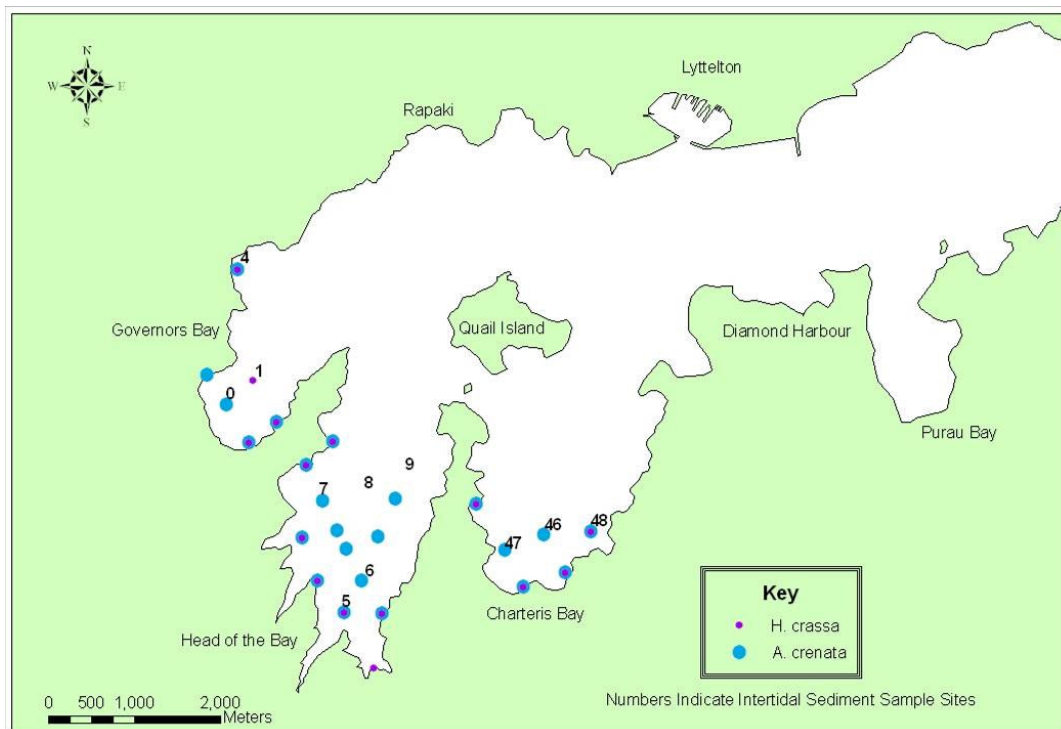 N
W E
S
Lyttelton
Rapaki
4
Governors Bay
Quail Island
Diamond Harbour
1
0
Purau Bay
9
8
7
46
48
47
6
5
Charteris Bay
Head of the Bay
Key
H. crassa
A. crenata
0 500 1,000 2,000
Meters
Numbers Indicate Intertidal Sediment Sample Sites